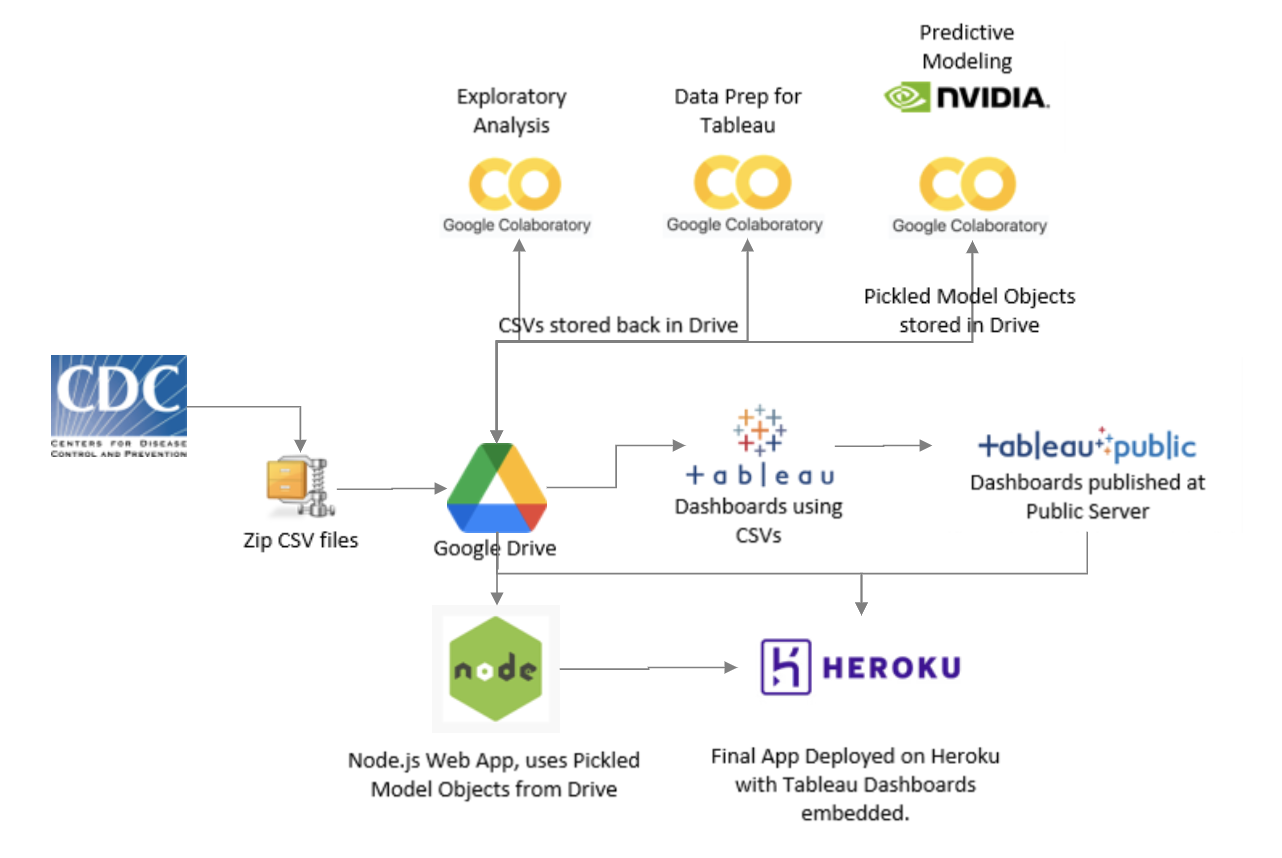 Predictive
Modeling
NVIDIA.
Exploratory
Analysis
Data Prep for
Tableau
Google Colaboratory
Google Colaboratory
Google Colaboratory
Pickled Model Objects
stored in Drive
CSVs stored back in Drive
CDC
CENTERS FOR DISEASE
CONTROL AND PREVENTION
Zip CSV files
Google Drive
+ableau
Dashboards using
CSVs
+ableau public
Dashboards published at
Public Server
node
HEROKU
Node.js Web App, uses Pickled
Model Objects from Drive
Final App Deployed on Heroku
with Tableau Dashboards
embedded.